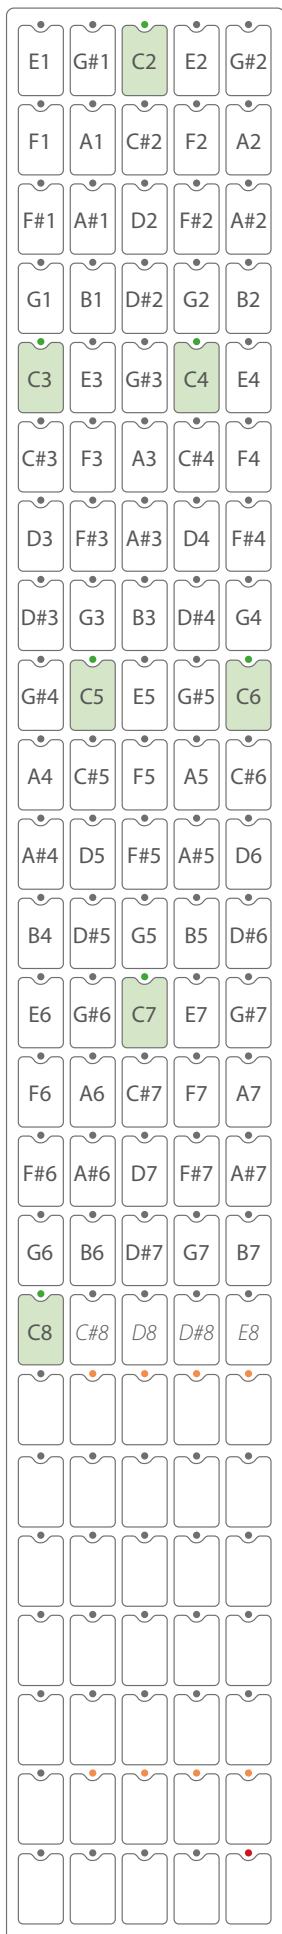 E1 G#1 C2 E2 G#2
F1 A1 C#2 F2 A2
F#1 A#1 D2 F#2 A#2
G1 B1 D#2 G2 B2
C3 E3 G#3 C4 E4
C#3 F3 A3 C#4 F4
D3 F#3 A#3 D4 F#4
D#3 G3 B3 D#4 G4
G#4 C5 E5 G#5 C6
A4 C#5 F5 A5 C#6
A#4 D5 F#5 A#5 D6
B4 D#5 G5 B5 D#6
E6 G#6 C7 E7 G#7
F6 A6 C#7 F7 A7
F#6 A#6 D7 F#7 A#7
G6 B6 D#7 G7 B7
C8 C#8 D8 D#8 E8